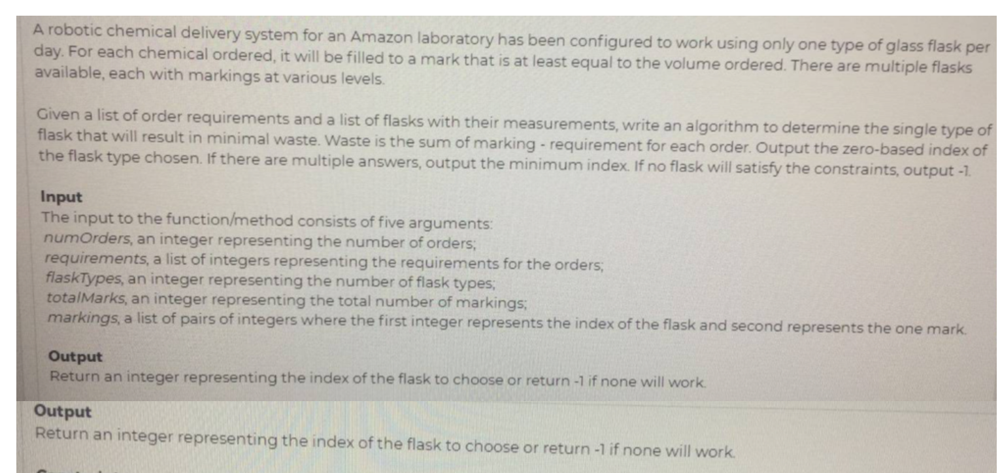 A robotic chemical delivery system for an Amazon laboratory has been configured to work using only one type of glass flask per
day. For each chemical ordered, it will be filled to a mark that is at least equal to the volume ordered. There are multiple flasks
available, each with markings at various levels.
Given a list of order requirements and a list of flasks with their measurements, write an algorithm to determine the single type of
flask that will result in minimal waste. Waste is the sum of marking - requirement for each order. Output the zero-based index of
the flask type chosen. If there are multiple answers, output the minimum index. If no flask will satisfy the constraints, output -1.
Input
The input to the function/method consists of five arguments:
numOrders, an integer representing the number of orders;
requirements, a list of integers representing the requirements for the orders;
flaskTypes, an integer representing the number of flask types;
totalMarks, an integer representing the total number of markings;
markings, a list of pairs of integers where the first integer represents the index of the flask and second represents the one mark.
Output
Return an integer representing the index of the flask to choose or return -1 if none will work.
Output
Return an integer representing the index of the flask to choose or return -1 if none will work.